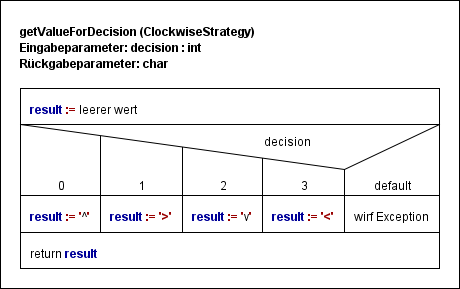 getValueForDecision (ClockwiseStrategy)
Eingabeparameter: decision : int
Rückgabeparameter: char
result := leerer wert
decision
0 1 2 3 default
result := '^' result := '>' result := 'v' result := '<' wirf Exception
return result